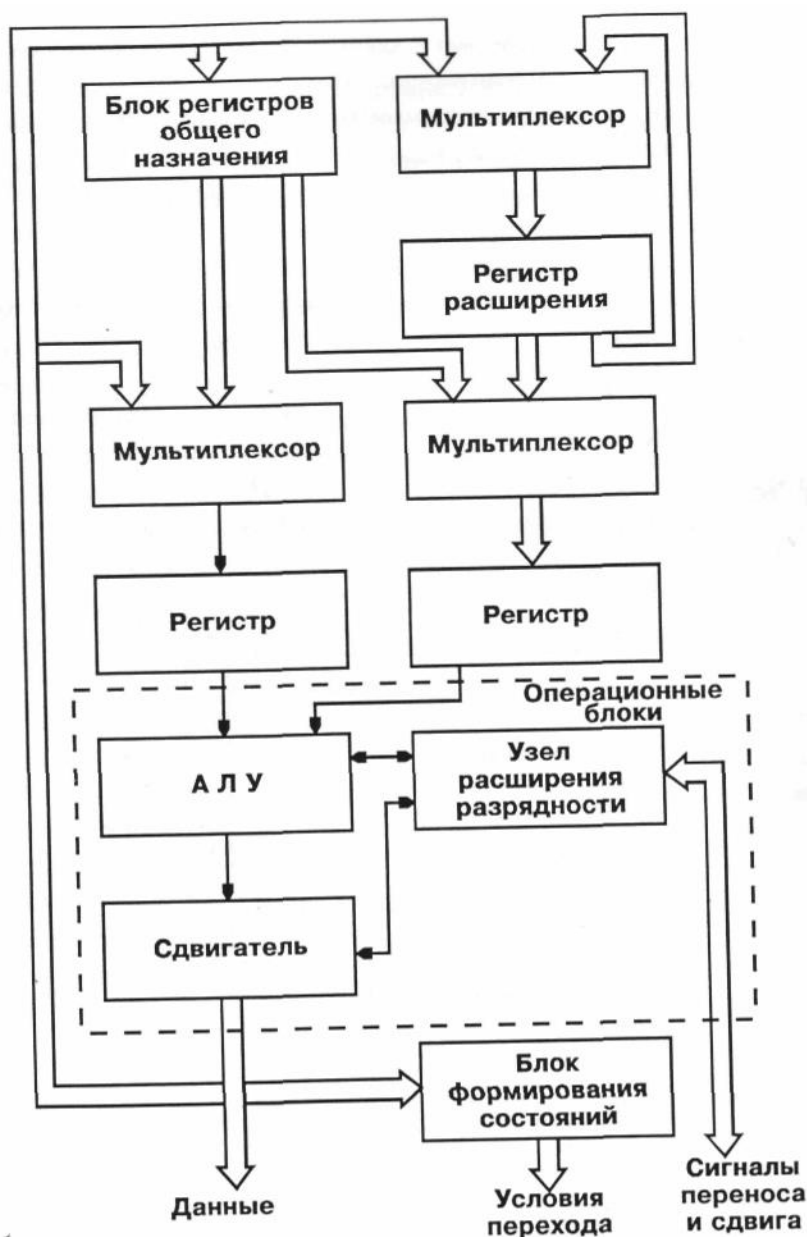 Блок регистров
общего
назначения
Мультиплексор
Регистр
расширения
Мультиплексор
Мультиплексор
Регистр
Регистр
Операционные
блоки
А Л У
Узел
расширения
разрядности
Сдвигатель
Блок
формирования
состояний
Данные
Условия
перехода
Сигналы
переноса
и сдвига